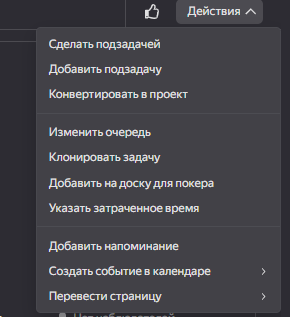 Действия
Сделать подзадачей
Добавить подзадачу
Конвертировать в проект
Изменить очередь
Клонировать задачу
Добавить на доску для покера
Указать затраченное время
Добавить напоминание
Создать событие в календаре
Перевести страницу